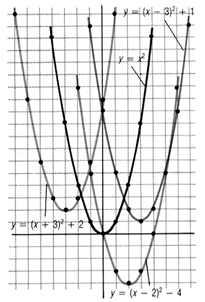 y = (x − 3)² + 1
y = x²
y = (x + 3)² + 2
y = (x − 2)² − 4